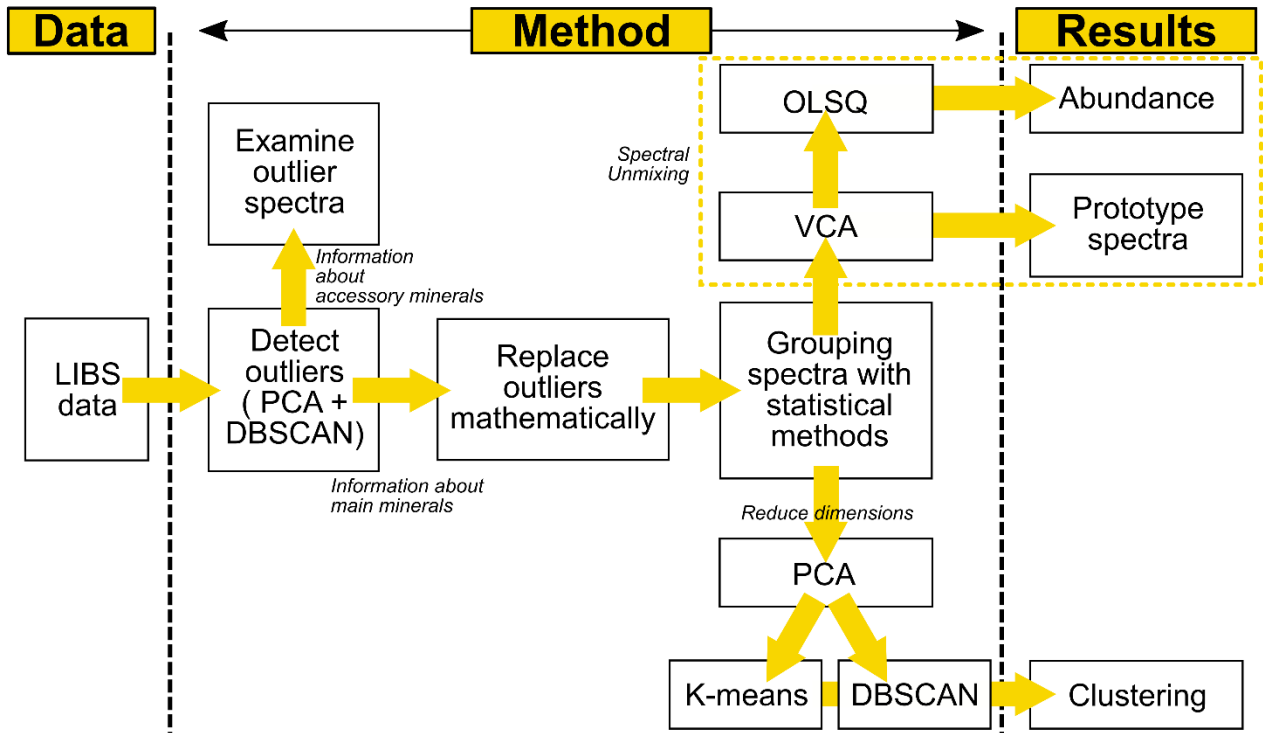 Data
Method
Results
OLSQ
Abundance
Examine
outlier
spectra
Spectral
Unmixing
VCA
Prototype
spectra
Information
about
accessory minerals
LIBS
data
Detect
outliers
( PCA +
DBSCAN)
Replace
outliers
mathematically
Grouping
spectra with
statistical
methods
Information about
main minerals
Reduce dimensions
PCA
K-means
DBSCAN
Clustering